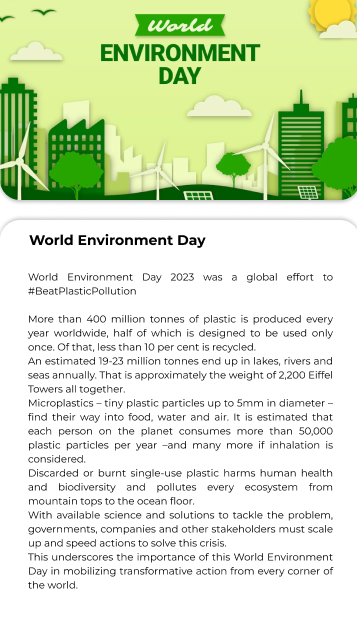 World
ENVIRONMENT
DAY
World Environment Day
World Environment Day 2023 was a global effort to
#BeatPlasticPollution
More than 400 million tonnes of plastic is produced every
year worldwide, half of which is designed to be used only
once. Of that, less than 10 per cent is recycled.
An estimated 19-23 million tonnes end up in lakes, rivers and
seas annually. That is approximately the weight of 2,200 Eiffel
Towers all together.
Microplastics – tiny plastic particles up to 5mm in diameter –
find their way into food, water and air. It is estimated that
each person on the planet consumes more than 50,000
plastic particles per year –and many more if inhalation is
considered.
Discarded or burnt single-use plastic harms human health
and biodiversity and pollutes every ecosystem from
mountain tops to the ocean floor.
With available science and solutions to tackle the problem,
governments, companies and other stakeholders must scale
up and speed actions to solve this crisis.
This underscores the importance of this World Environment
Day in mobilizing transformative action from every corner of
the world.